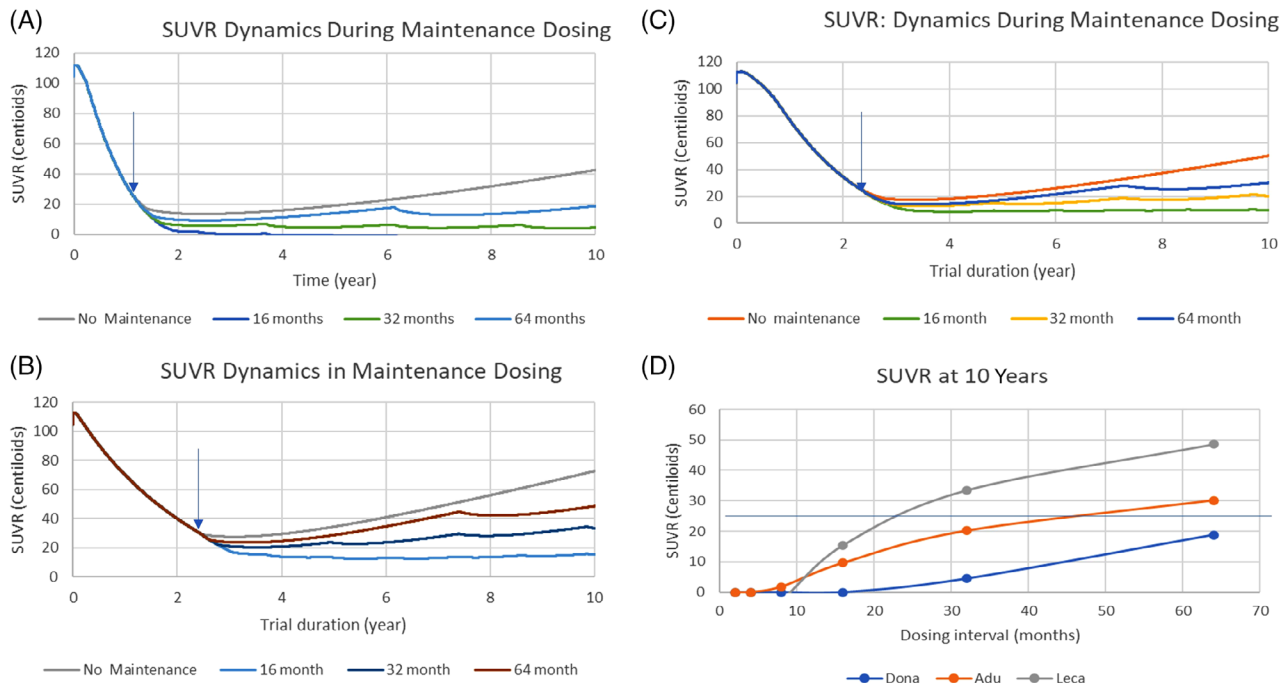 (A)
SUVR Dynamics During Maintenance Dosing
SUVR (Centioids)
120
100
80
60
40
20
0
0 2 4 6 8 10
Time (year)
No Maintenance 16 months 32 months 64 months
(B)
SUVR Dynamics in Maintenance Dosing
SUVR (Centiloids)
120
100
80
60
40
20
0
0 2 4 6 8 10
Trial duration (year)
No Maintenance 16 month 32 month 64 month
(C)
SUVR: Dynamics During Maintenance Dosing
SUVR (Centiloids)
120
100
80
60
40
20
0
0 2 4 6 8 10
Trial duration (year)
No maintenance 16 month 32 month 64 month
(D)
SUVR at 10 Years
SUVR (Centiloids)
60
50
40
30
20
10
0
0 10 20 30 40 50 60 70
Dosing interval (months)
Dona Adu Leca